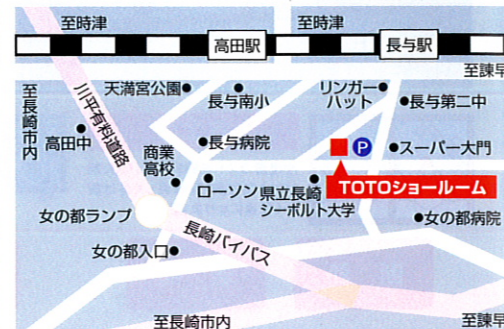 至時津
至時津
高田駅
長与駅
至諫早
天満宮公園
長与南小
リンガー
ハット
長与第二中
至長崎市内
川平有料道路
高田中
長与病院
P
スーパー大門
商業
高校
ローソン
県立長崎
シーボルト大学
TOTOショールーム
女の都ランプ
女の都病院
長崎バイパス
女の都入口
至長崎市内
至諫早